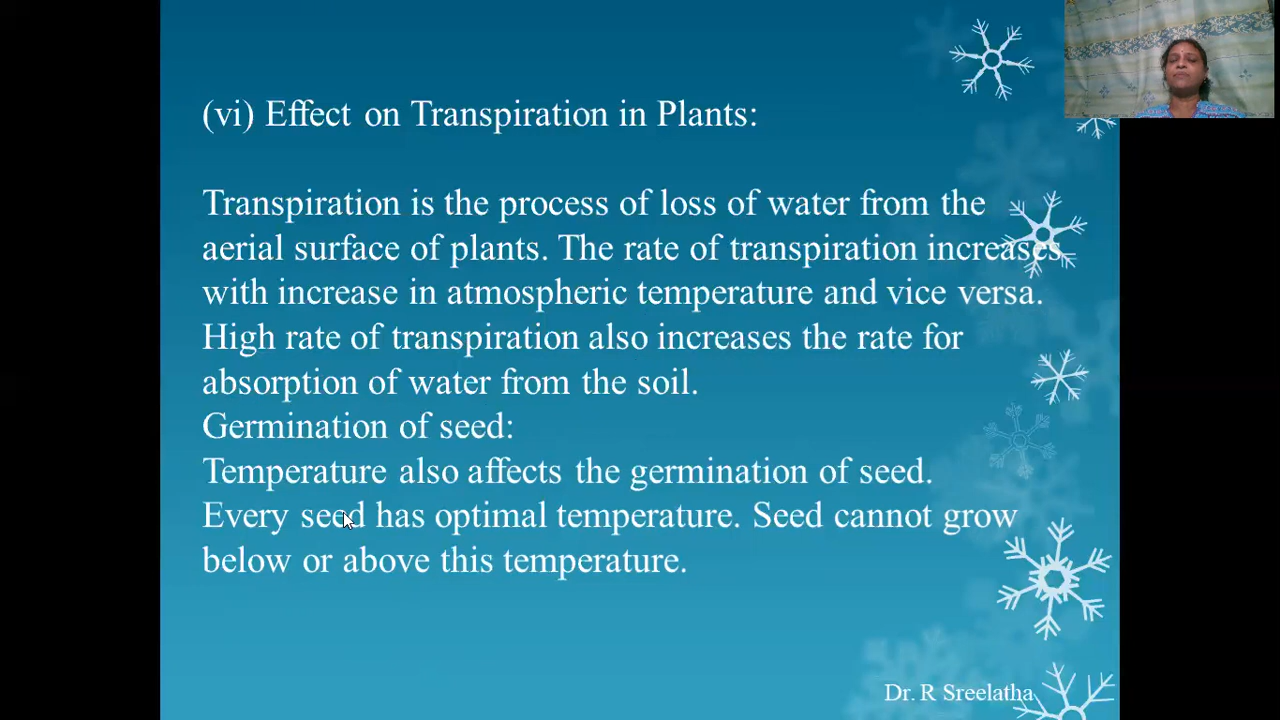 (vi) Effect on Transpiration in Plants:
Transpiration is the process of loss of water from the
aerial surface of plants. The rate of transpiration increases
with increase in atmospheric temperature and vice versa.
High rate of transpiration also increases the rate for
absorption of water from the soil.
Germination of seed:
Temperature also affects the germination of seed.
Every seed has optimal temperature. Seed cannot grow
below or above this temperature.
Dr. R Sreelatha